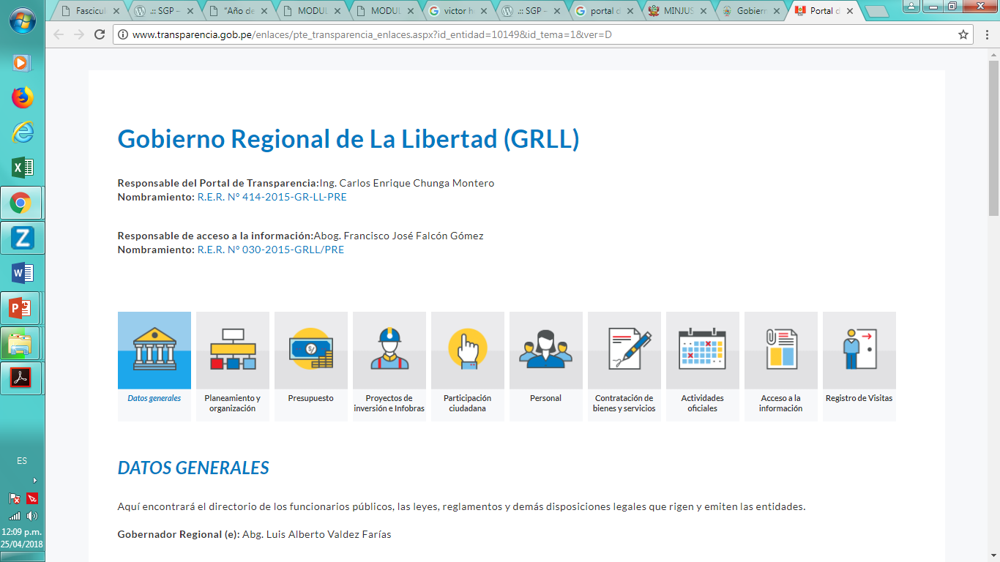 Fascicul
.:: SGP –
"Año de
MODUL
MODUL
victor h
.:: SGP –
portal d
MINJUS
Gobiern
Portal d
www.transparencia.gob.pe/enlaces/pte_transparencia_enlaces.aspx?id_entidad=10149&id_tema=1&ver=D
Gobierno Regional de La Libertad (GRLL)
Responsable del Portal de Transparencia:Ing. Carlos Enrique Chunga Montero
Nombramiento: R.E.R. Nº 414-2015-GR-LL-PRE
Responsable de acceso a la información:Abog. Francisco José Falcón Gómez
Nombramiento: R.E.R. Nº 030-2015-GRLL/PRE
S/
Datos generales
Planeamiento y
organización
Presupuesto
Proyectos de
inversión e Infobras
Participación
ciudadana
Personal
Contratación de
bienes y servicios
Actividades
oficiales
Acceso a la
información
Registro de Visitas
DATOS GENERALES
Aquí encontrará el directorio de los funcionarios públicos, las leyes, reglamentos y demás disposiciones legales que rigen y emiten las entidades.
Gobernador Regional (e): Abg. Luis Alberto Valdez Farías
ES
12:09 p.m.
25/04/2018